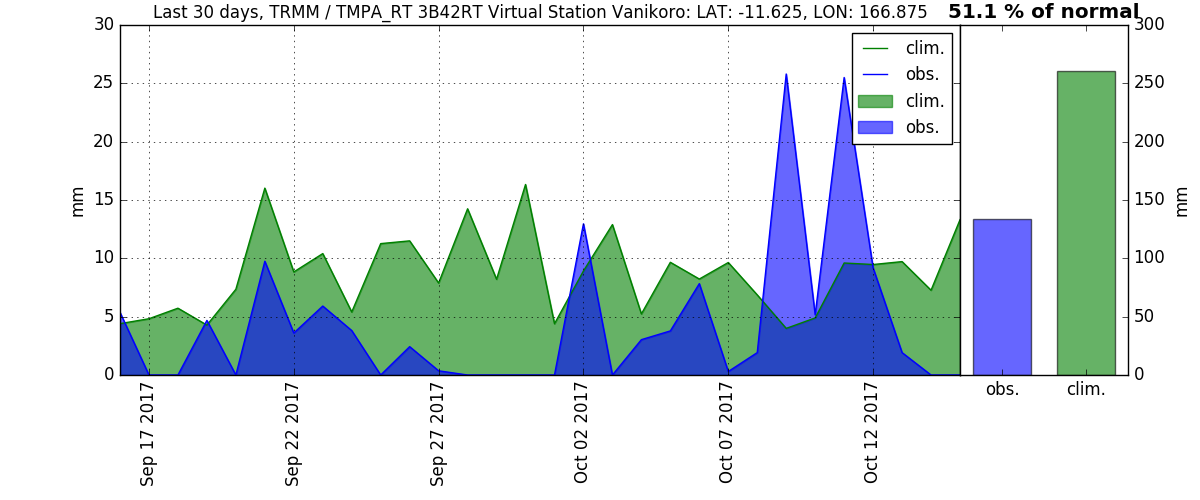 Last 30 days, TRMM / TMPA_RT 3B42RT Virtual Station Vanikoro: LAT: -11.625, LON: 166.875
51.1 % of normal
30
25
20
15
10
5
0
mm
clim.
obs.
clim.
obs.
Sep 17 2017
Sep 22 2017
Sep 27 2017
Oct 02 2017
Oct 07 2017
Oct 12 2017
300
250
200
150
100
50
0
mm
obs.
clim.